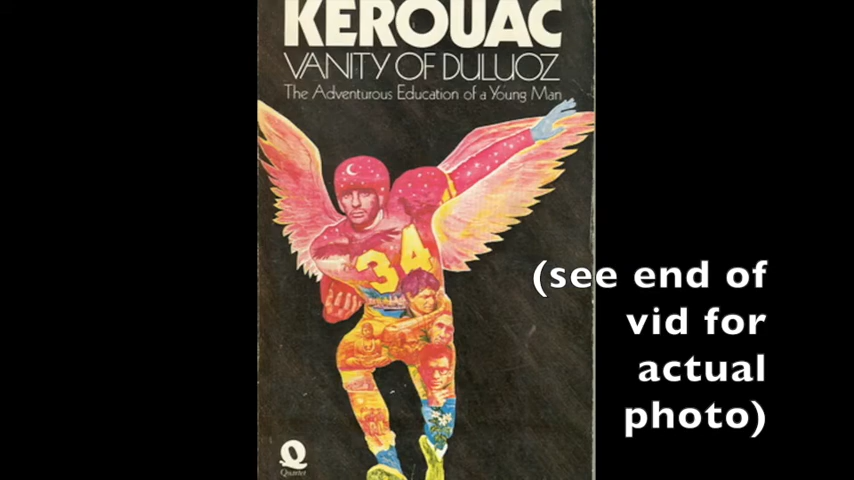 KEROUAC
VANITY OF DULUOZ
The Adventurous Education of a Young Man
34
(see end of
vid for
actual
photo)
Q
Quartet